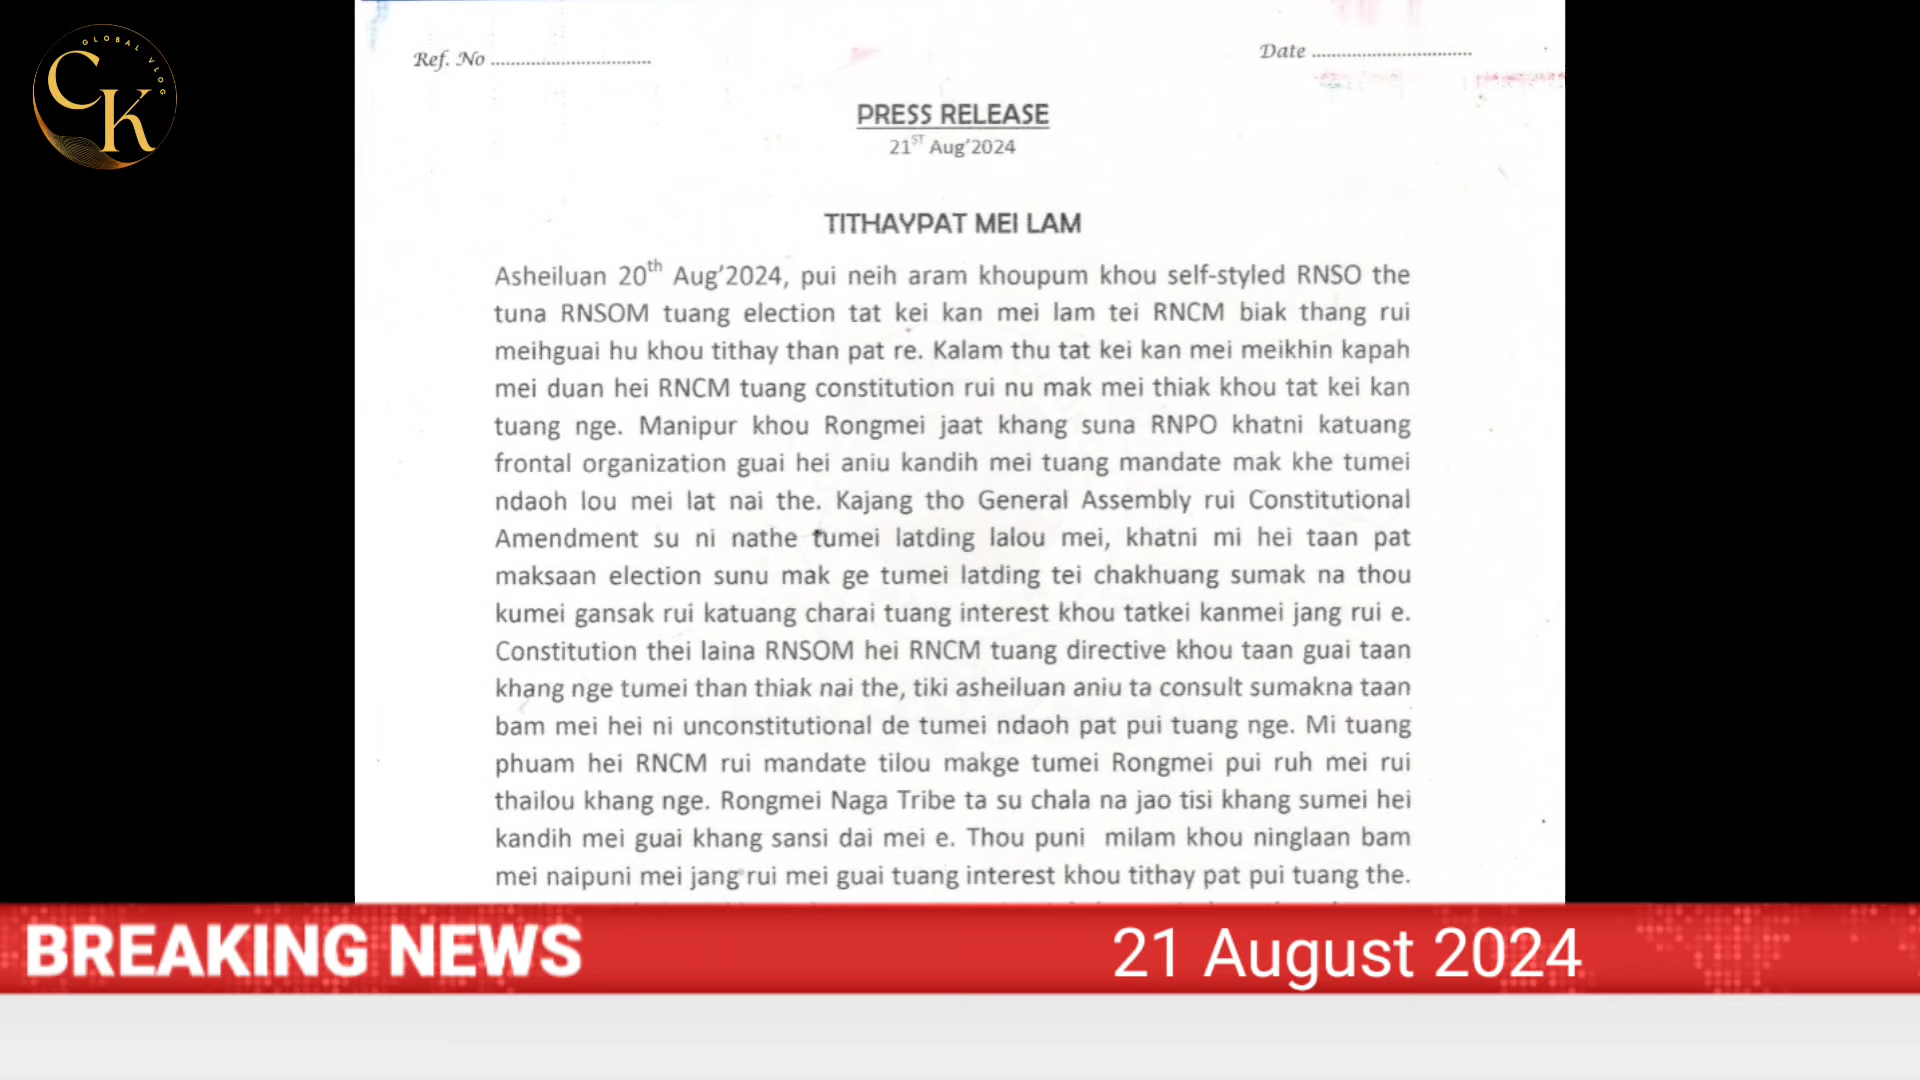 GLOBAL VLOG
CK
Ref. No ................................
Date ................................
PRESS RELEASE
21ST Aug'2024
TITHAYPAT MEI LAM
Asheiluan 20th Aug'2024, pui neih aram khoupum khou self-styled RNSO the
tuna RNSOM tuang election tat kei kan mei lam tei RNCM biak thang rui
meihguai hu khou tithay than pat re. Kalam thu tat kei kan mei meikhin kapah
mei duan hei RNCM tuang constitution rui nu mak mei thiak khou tat kei kan
tuang nge. Manipur khou Rongmei jaat khang suna RNPO khatni katuang
frontal organization guai hei aniu kandih mei tuang mandate mak khe tumei
ndaoh lou mei lat nai the. Kajang tho General Assembly rui Constitutional
Amendment su ni nathe tumei latding lalou mei, khatni mi hei taan pat
maksaan election sunu mak ge tumei latding tei chakhuang sumak na thou
kumei gansak rui katuang charai tuang interest khou tatkei kanmei jang rui e.
Constitution thei laina RNSOM hei RNCM tuang directive khou taan guai taan
khang nge tumei than thiak nai the, tiki asheiluan aniu ta consult sumakna taan
bam mei hei ni unconstitutional de tumei ndaoh pat pui tuang nge. Mi tuang
phuam hei RNCM rui mandate tilou makge tumei Rongmei pui ruh mei rui
thailou khang nge. Rongmei Naga Tribe ta su chala na jao tisi khang sumei hei
kandih mei guai khang sansi dai mei e. Thou puni milam khou ninglaan bam
mei naipuni mei jang rui mei guai tuang interest khou tithay pat pui tuang the.
BREAKING NEWS
21 August 2024